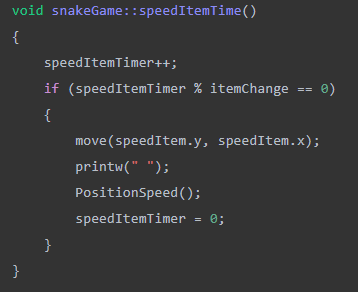 void snakeGame::speedItemTime()
{
    speedItemTimer++;
    if (speedItemTimer % itemChange == 0)
    {
        move(speedItem.y, speedItem.x);
        printw(" ");
        PositionSpeed();
        speedItemTimer = 0;
    }
}